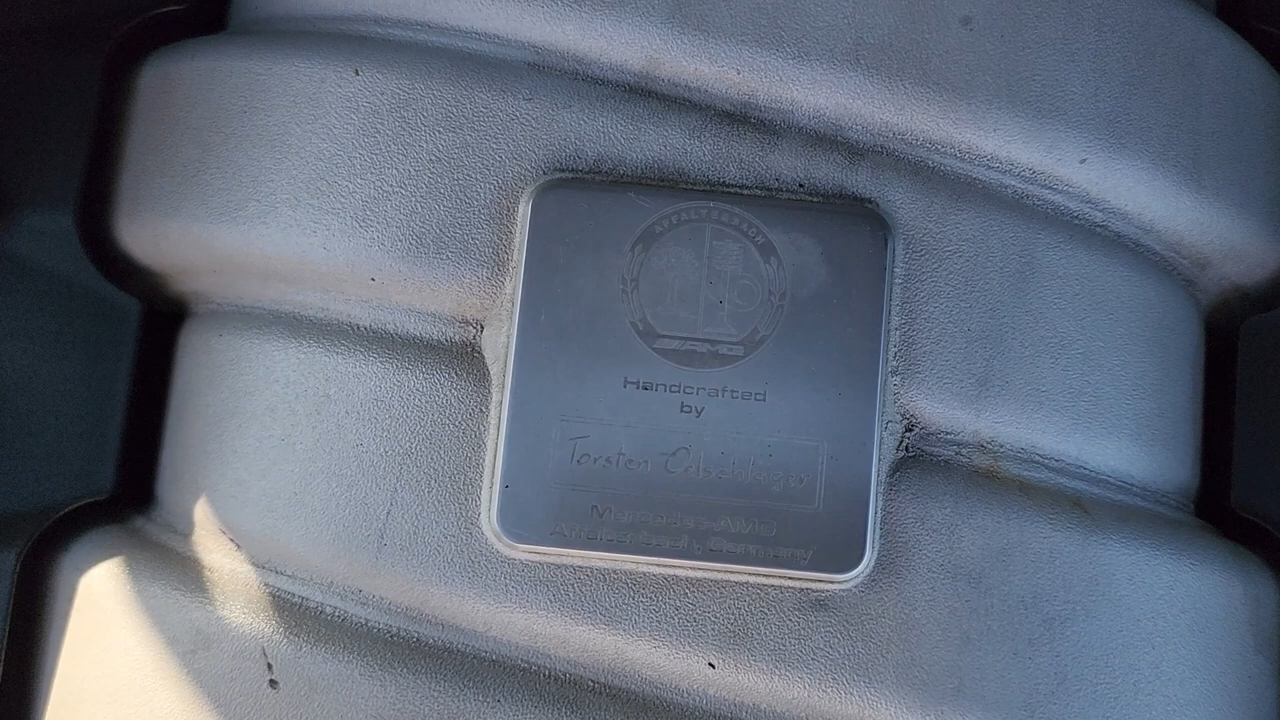 AFFALTERBACH
AMG
Handcrafted
by
Torsten Oelschläger
Mercedes-AMG
Affalterbach, Germany